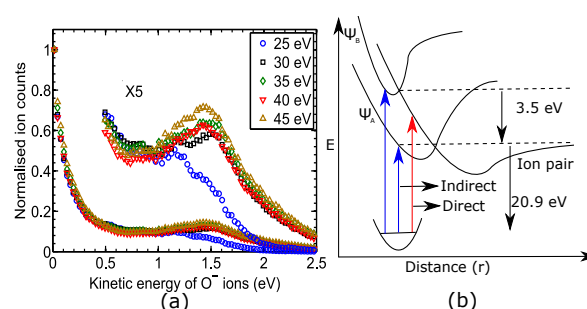 (a)
Normalised ion counts
1
0.8
0.6
0.4
0.2
0
0
0.5
1.0
1.5
2.0
2.5
X5
25 eV
30 eV
35 eV
40 eV
45 eV
Kinetic energy of O⁻ ions (eV)
(a)
Ψ_B
Ψ_A
E
3.5 eV
Ion pair
Indirect
20.9 eV
Direct
Distance (r)
(b)